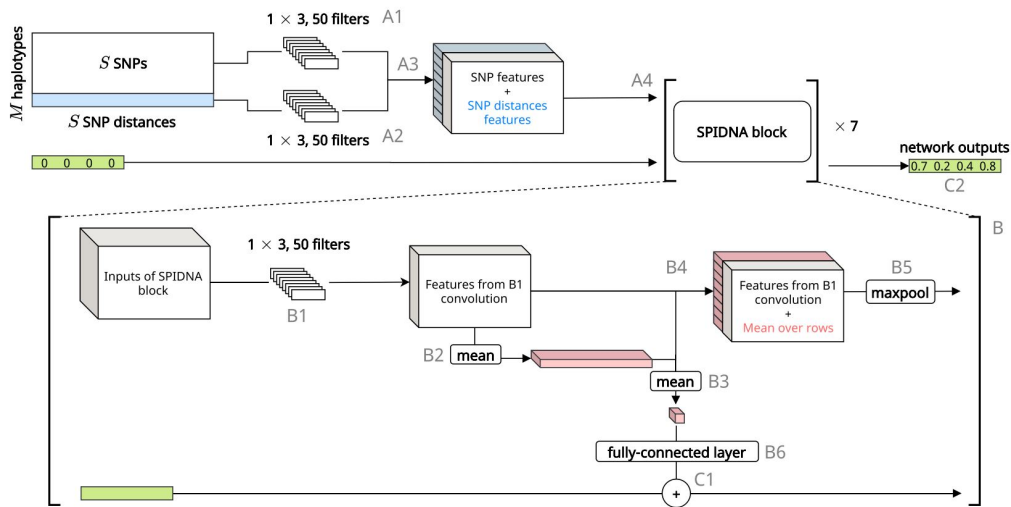 1 × 3, 50 filters A1
M haplotypes
S SNPs
S SNP distances
1 × 3, 50 filters A2
A3
SNP features
+
SNP distances
features
A4
SPIDNA block
× 7
0 0 0 0
network outputs
0.7 0.2 0.4 0.8
C2
B
Inputs of SPIDNA
block
1 × 3, 50 filters
B1
Features from B1
convolution
B2 mean
B4
mean B3
Features from B1
convolution
+
Mean over rows
B5
maxpool
fully-connected layer B6
C1
+